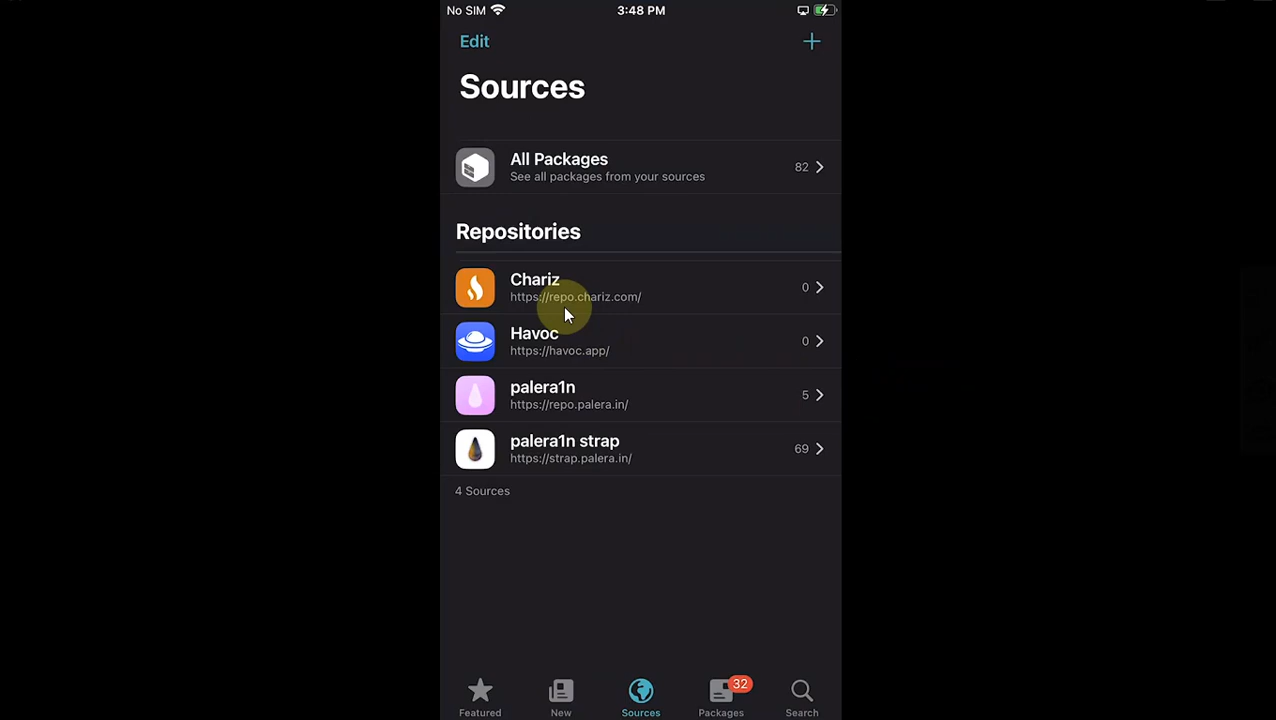 No SIM 3:48 PM
Edit
Sources
All Packages
See all packages from your sources
82
Repositories
Chariz
https://repo.chariz.com/
0
Havoc
https://havoc.app/
0
palera1n
https://repo.palera.in/
5
palera1n strap
https://strap.palera.in/
69
4 Sources
32
Featured New Sources Packages Search